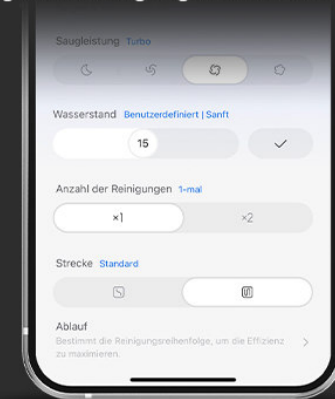 Saugleistung Turbo
Wasserstand Benutzerdefiniert | Sanft
15
Anzahl der Reinigungen 1-mal
×1 ×2
Strecke Standard
Ablauf
Bestimmt die Reinigungsreihenfolge, um die Effizienz
zu maximieren.